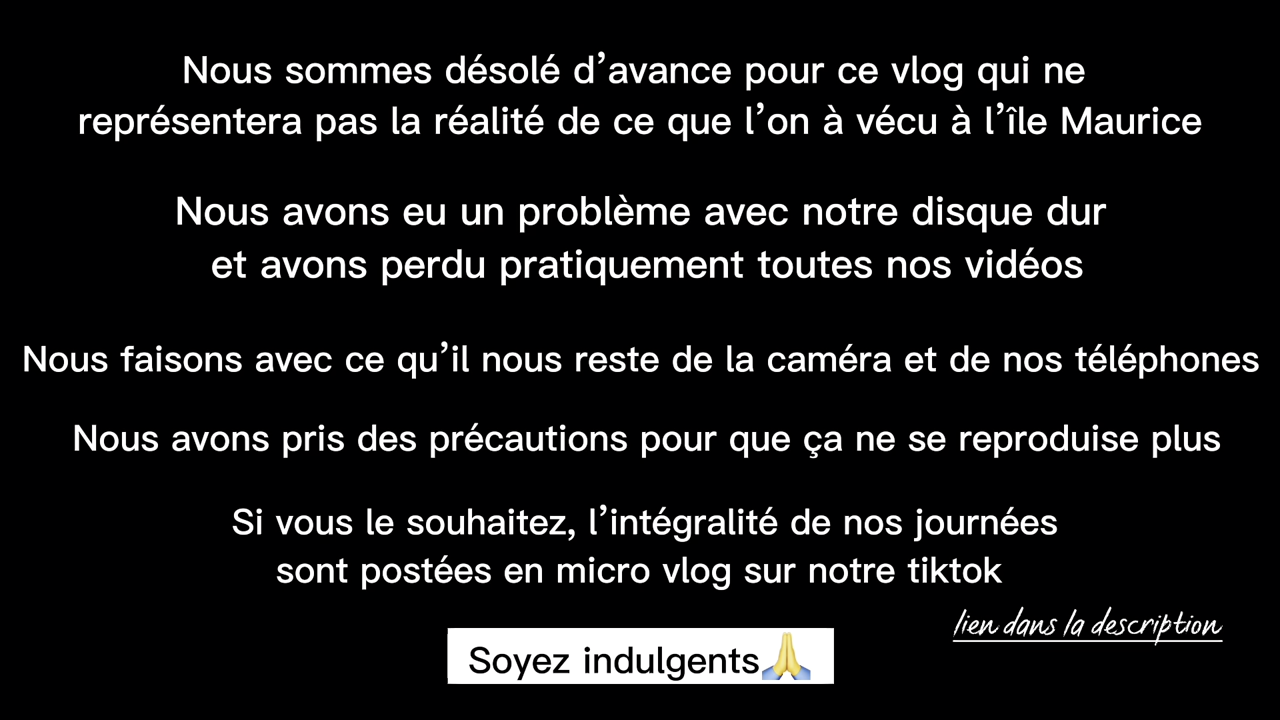 Nous sommes désolé d’avance pour ce vlog qui ne
représentera pas la réalité de ce que l’on à vécu à l’île Maurice
Nous avons eu un problème avec notre disque dur
et avons perdu pratiquement toutes nos vidéos
Nous faisons avec ce qu’il nous reste de la caméra et de nos téléphones
Nous avons pris des précautions pour que ça ne se reproduise plus
Si vous le souhaitez, l’intégralité de nos journées
sont postées en micro vlog sur notre tiktok
lien dans la description
Soyez indulgents🙏